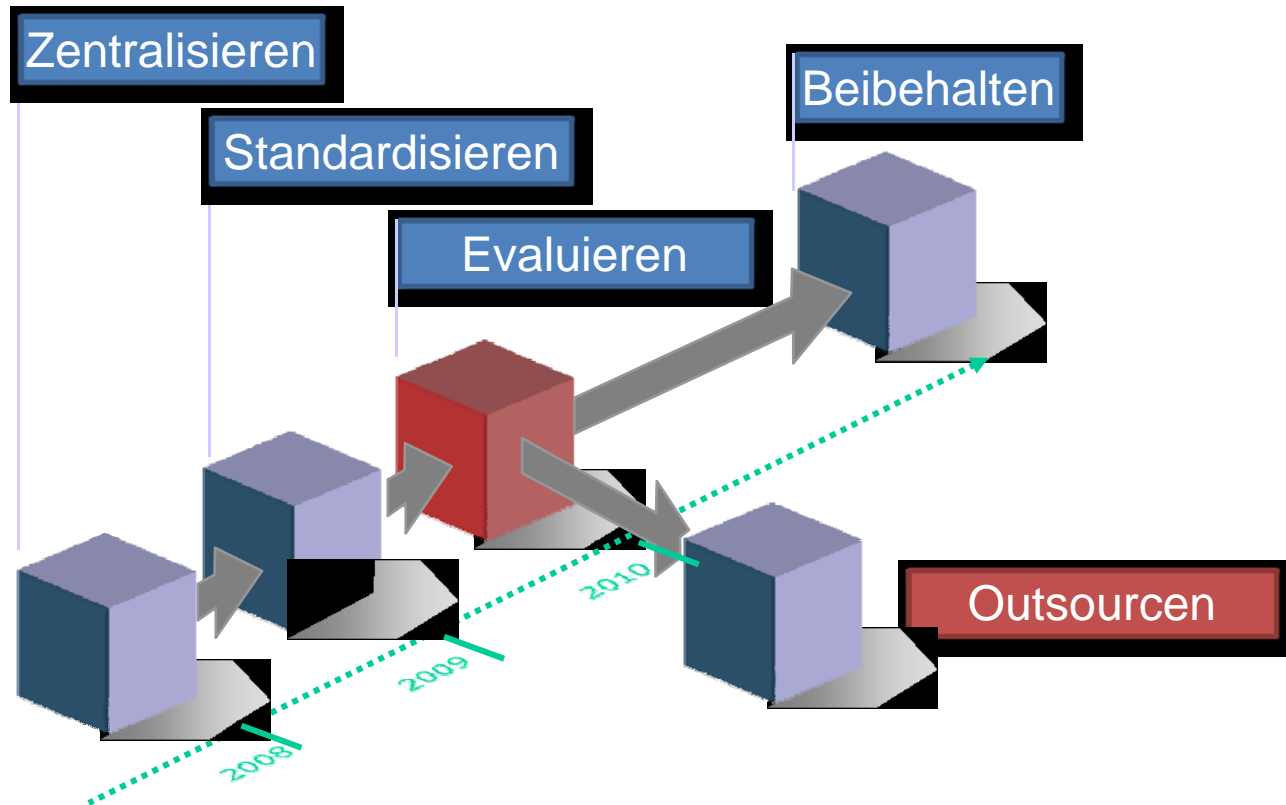 Zentralisieren
Beibehalten
Standardisieren
Evaluieren
2010
Outsourcen
2009
2008